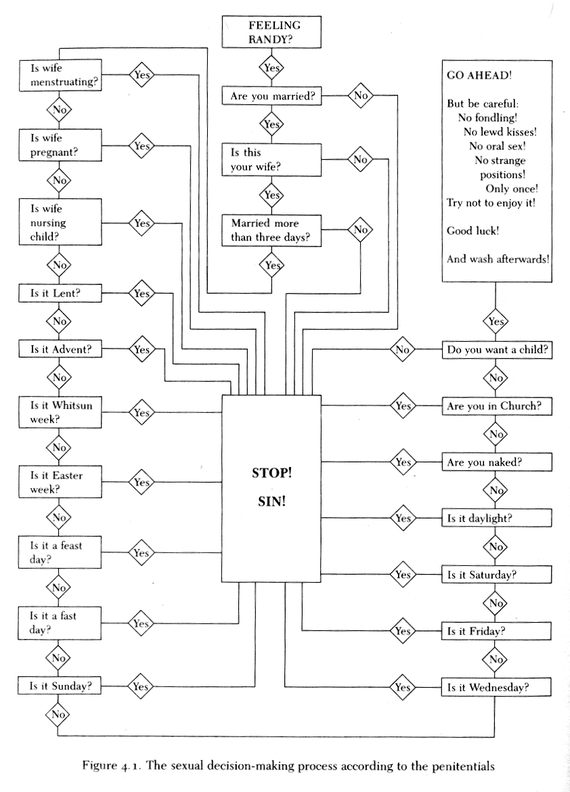 FEELING
RANDY?
Yes
Are you married?
No
Yes
Is this
your wife?
No
Yes
Married more
than three days?
No
Yes
Is wife
menstruating?
Yes
No
Is wife
pregnant?
Yes
No
Is wife
nursing
child?
Yes
No
Is it Lent?
Yes
No
Is it Advent?
Yes
No
Is it Whitsun
week?
Yes
No
Is it Easter
week?
Yes
No
Is it a feast
day?
Yes
No
Is it a fast
day?
Yes
No
Is it Sunday?
Yes
No
Is it Wednesday?
Yes
No
Is it Friday?
Yes
No
Is it Saturday?
Yes
No
Is it daylight?
Yes
No
Are you naked?
Yes
No
Are you in Church?
Yes
No
Do you want a child?
No
Yes
GO AHEAD!
But be careful:
No fondling!
No lewd kisses!
No oral sex!
No strange
positions!
Only once!
Try not to enjoy it!
Good luck!
And wash afterwards!
STOP!
SIN!
Figure 4.1. The sexual decision-making process according to the penitentials